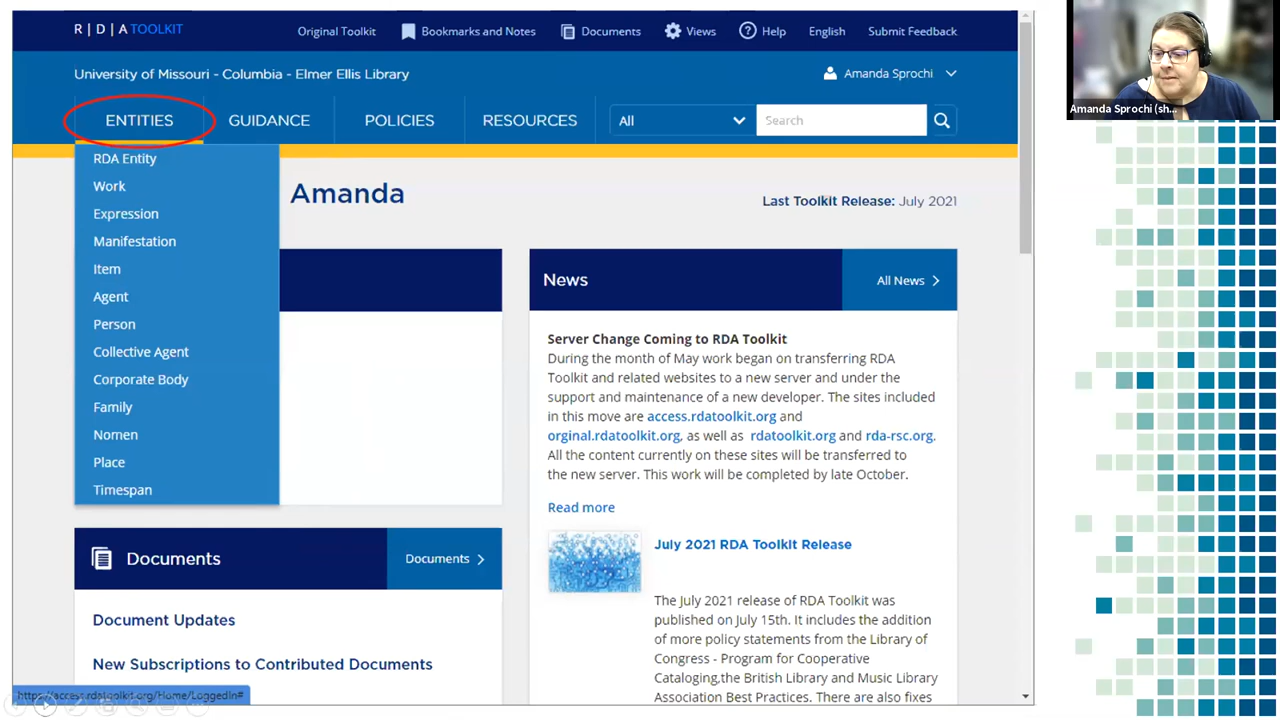 R | D | A TOOLKIT
Original Toolkit
Bookmarks and Notes
Documents
Views
Help
English
Submit Feedback
University of Missouri - Columbia - Elmer Ellis Library
Amanda Sprochi
ENTITIES
GUIDANCE
POLICIES
RESOURCES
All
Search
RDA Entity
Work
Expression
Manifestation
Item
Agent
Person
Collective Agent
Corporate Body
Family
Nomen
Place
Timespan
Amanda
Last Toolkit Release: July 2021
News
All News
Server Change Coming to RDA Toolkit
During the month of May work began on transferring RDA
Toolkit and related websites to a new server and under the
support and maintenance of a new developer. The sites included
in this move are access.rdatoolkit.org and
orginal.rdatoolkit.org, as well as rdatoolkit.org and rda-rsc.org.
All the content currently on these sites will be transferred to
the new server. This work will be completed by late October.
Read more
July 2021 RDA Toolkit Release
The July 2021 release of RDA Toolkit was
published on July 15th. It includes the addition
of more policy statements from the Library of
Congress - Program for Cooperative
Cataloging,the British Library and Music Library
Association Best Practices. There are also fixes
Documents
Documents
Document Updates
New Subscriptions to Contributed Documents
https://access.rdatoolkit.org/Home/LoggedIn#
Amanda Sprochi (sh...